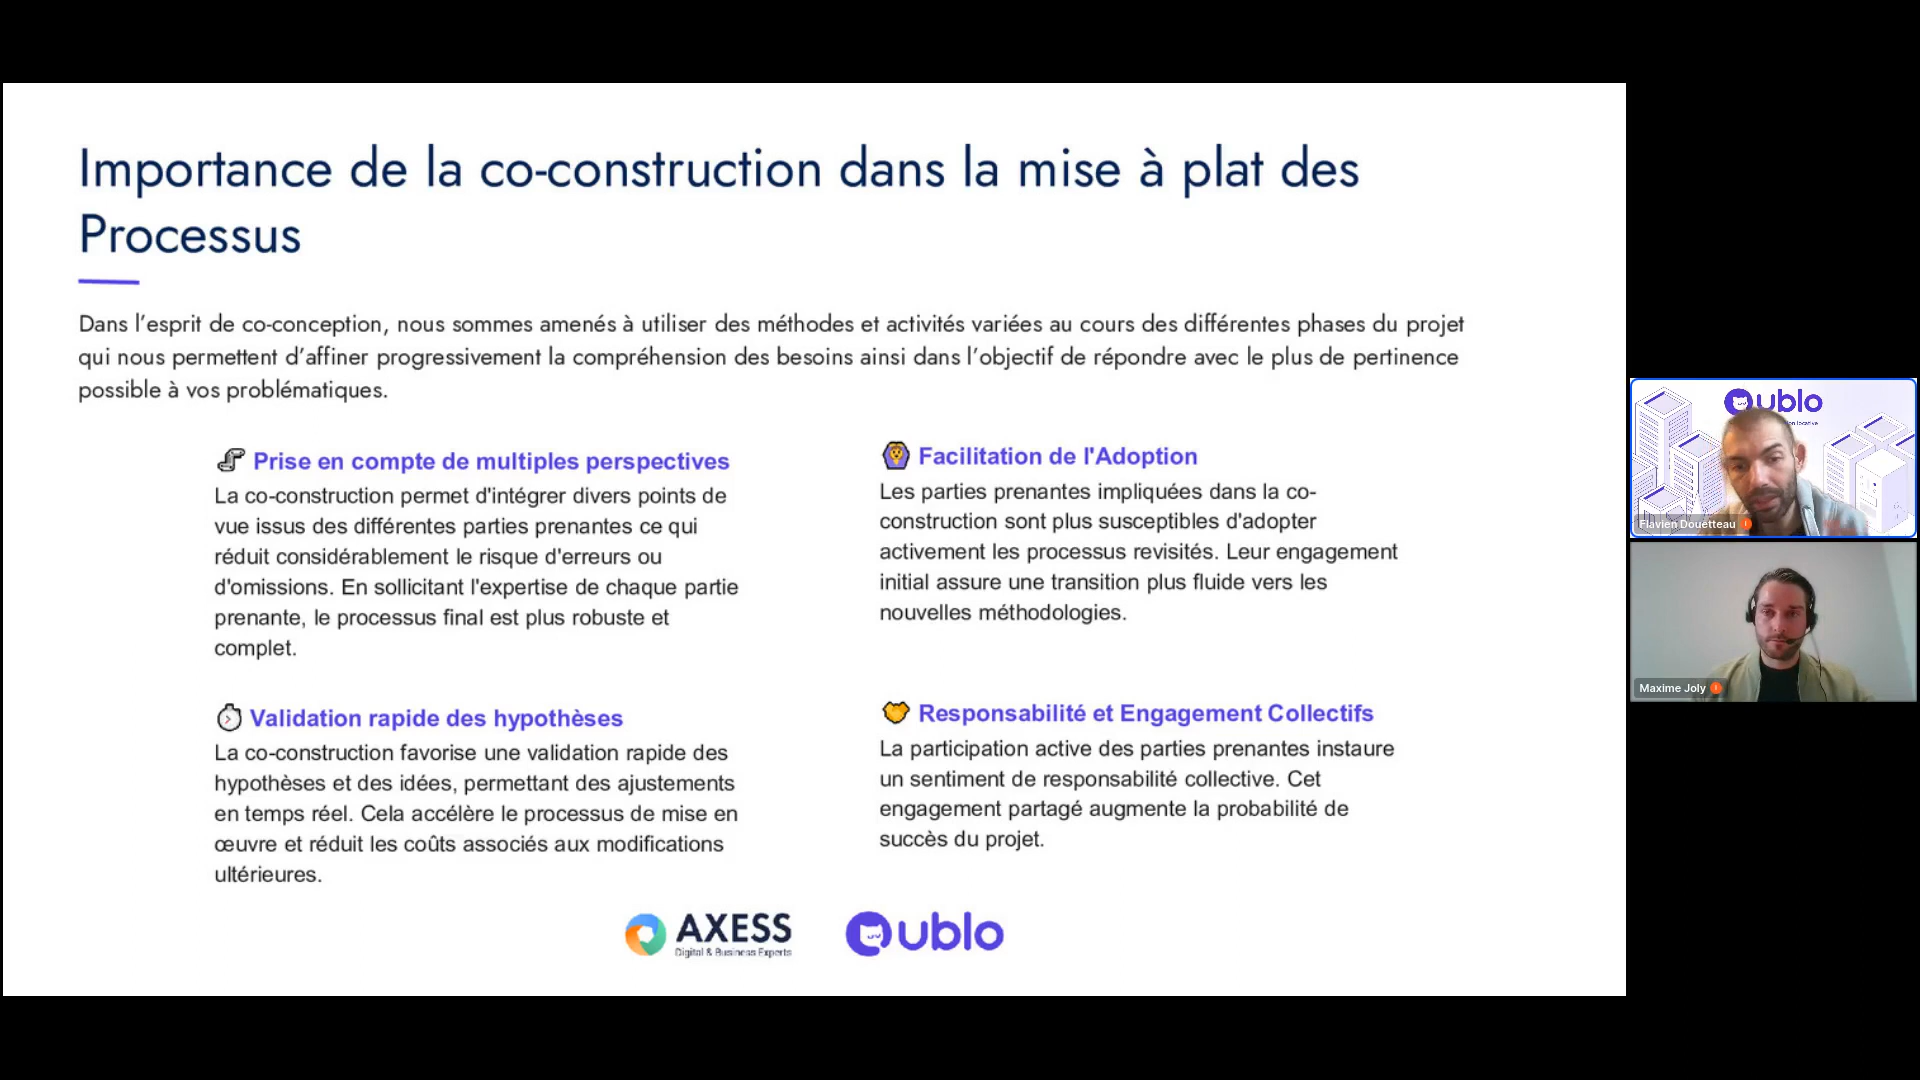 Importance de la co-construction dans la mise à plat des
Processus
Dans l’esprit de co-conception, nous sommes amenés à utiliser des méthodes et activités variées au cours des différentes phases du projet
qui nous permettent d’affiner progressivement la compréhension des besoins ainsi dans l’objectif de répondre avec le plus de pertinence
possible à vos problématiques.
Prise en compte de multiples perspectives
La co-construction permet d'intégrer divers points de
vue issus des différentes parties prenantes ce qui
réduit considérablement le risque d'erreurs ou
d'omissions. En sollicitant l'expertise de chaque partie
prenante, le processus final est plus robuste et
complet.
Facilitation de l'Adoption
Les parties prenantes impliquées dans la co-
construction sont plus susceptibles d'adopter
activement les processus revisités. Leur engagement
initial assure une transition plus fluide vers les
nouvelles méthodologies.
Validation rapide des hypothèses
La co-construction favorise une validation rapide des
hypothèses et des idées, permettant des ajustements
en temps réel. Cela accélère le processus de mise en
œuvre et réduit les coûts associés aux modifications
ultérieures.
Responsabilité et Engagement Collectifs
La participation active des parties prenantes instaure
un sentiment de responsabilité collective. Cet
engagement partagé augmente la probabilité de
succès du projet.
AXESS
Digital & Business Experts
ublo
ublo
locative
Flavien Douetteau
Maxime Joly